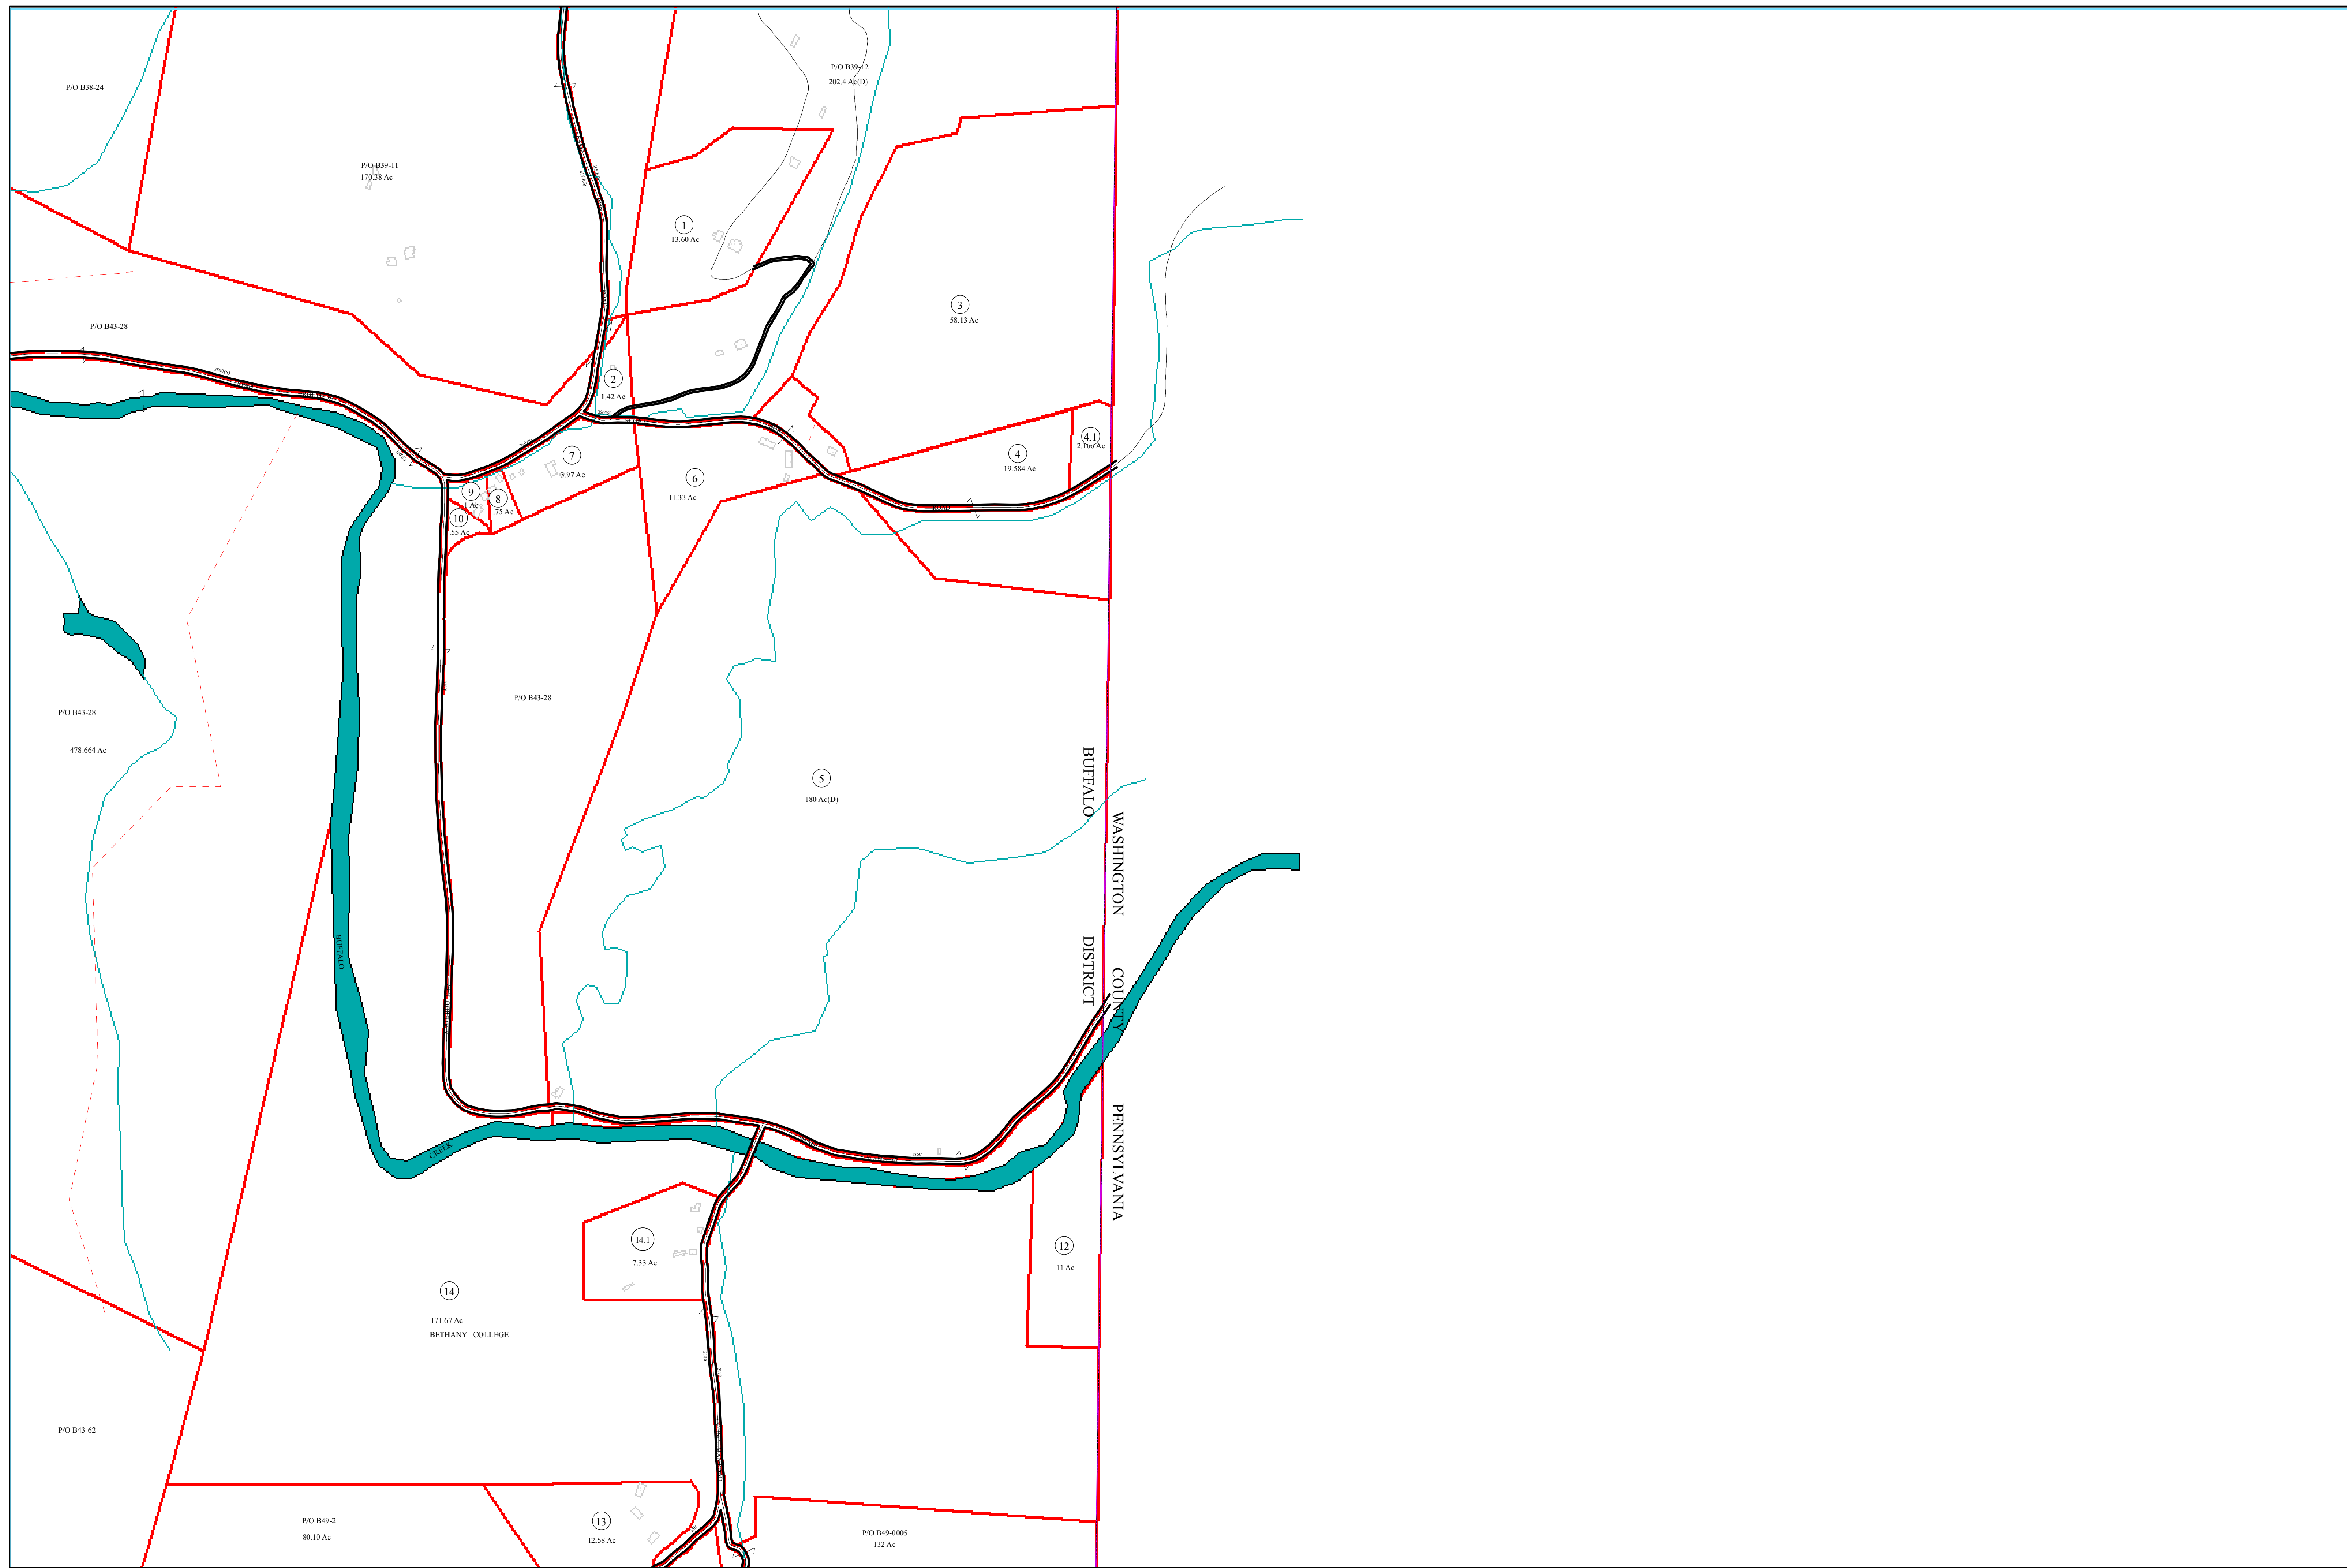 P/O B39-12
202.4 Ac(D)
P/O B38-24
P/O B39-11
170.38 Ac
1
13.60 Ac
3
58.13 Ac
P/O B43-28
2
1.42 Ac
4.1
2.166 Ac
4
19.584 Ac
7
3.97 Ac
6
11.33 Ac
9
1 Ac
8
.75 Ac
10
.55 Ac
ROAD
P/O B43-28
P/O B43-28
478.664 Ac
5
180 Ac(D)
BUFFALO
DISTRICT
WASHINGTON
COUNTY
PENNSYLVANIA
BUFFALO
CREEK
14.1
7.33 Ac
12
11 Ac
14
171.67 Ac
BETHANY COLLEGE
P/O B43-62
P/O B49-2
80.10 Ac
13
12.58 Ac
P/O B49-0005
132 Ac